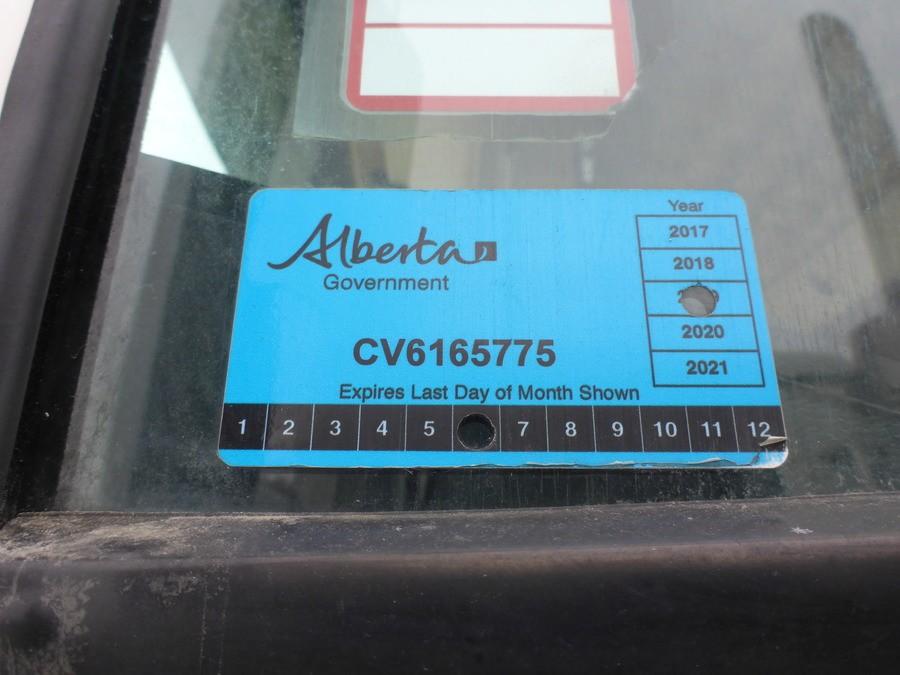 Alberta
Government
Year
2017
2018
2020
2021
CV6165775
Expires Last Day of Month Shown
1 2 3 4 5 7 8 9 10 11 12